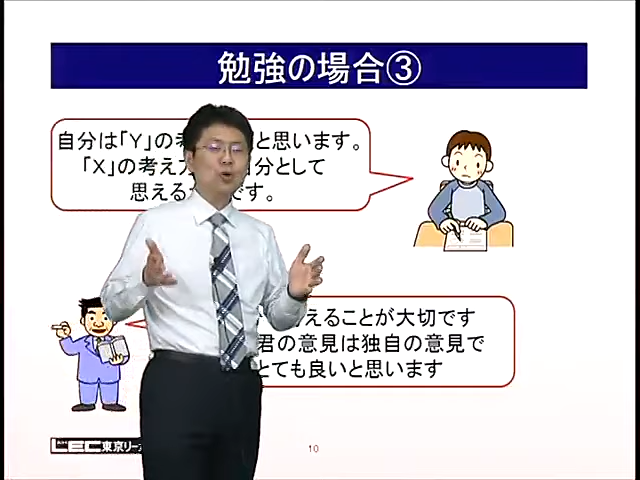 勉強の場合③
自分は「Y」の考 と思います。
「X」の考え 分として
思える です。
えることが大切です
君の意見は独自の意見で
とても良いと思います
LEC東京リー
10